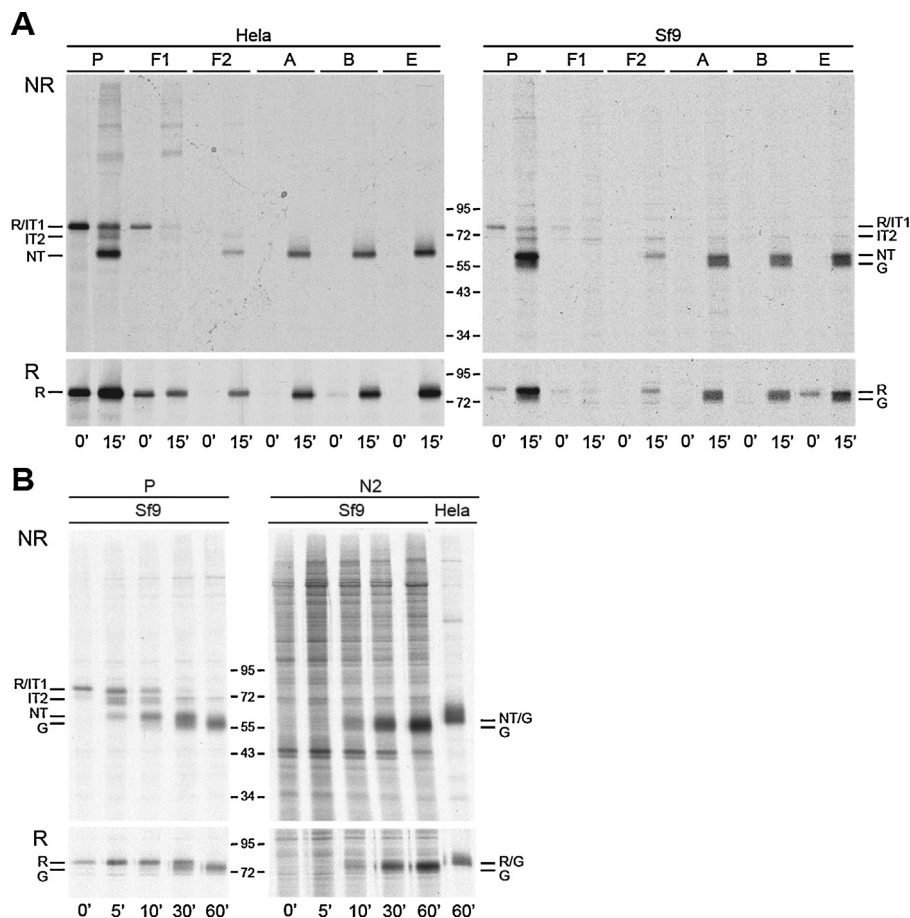 A
Hela Sf9
P F1 F2 A B E P F1 F2 A B E
NR
R/IT1
IT2
NT
95
72
55
43
34
R/IT1
IT2
NT
G
R
R
95
72
R
G
0' 15' 0' 15' 0' 15' 0' 15' 0' 15' 0' 15' 0' 15' 0' 15' 0' 15' 0' 15' 0' 15' 0' 15'
B
P N2
Sf9 Sf9 Hela
NR
R/IT1
IT2
NT
G
95
72
55
43
34
NT/G
G
R
R
G
95
72
R/G
G
0' 5' 10' 30' 60' 0' 5' 10' 30' 60' 60'